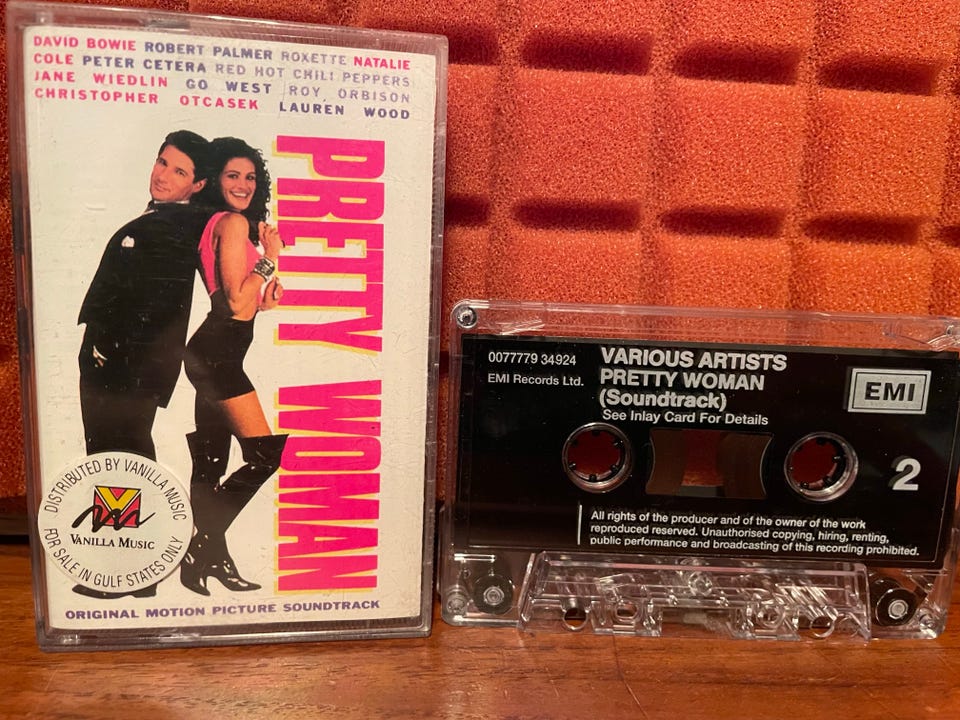 DAVID BOWIE ROBERT PALMER ROXETTE NATALIE
COLE PETER CETERA RED HOT CHILI PEPPERS
JANE WIEDLIN GO WEST ROY ORBISON
CHRISTOPHER OTCASEK LAUREN WOOD
PRETTY WOMAN
DISTRIBUTED BY VANILLA MUSIC
VM
VANILLA MUSIC
FOR SALE IN GULF STATES ONLY
ORIGINAL MOTION PICTURE SOUNDTRACK
0077779 34924
EMI Records Ltd.
VARIOUS ARTISTS
PRETTY WOMAN
(Soundtrack)
See Inlay Card For Details
EMI
2
All rights of the producer and of the owner of the work
reproduced reserved. Unauthorised copying, hiring, renting,
public performance and broadcasting of this recording prohibited.